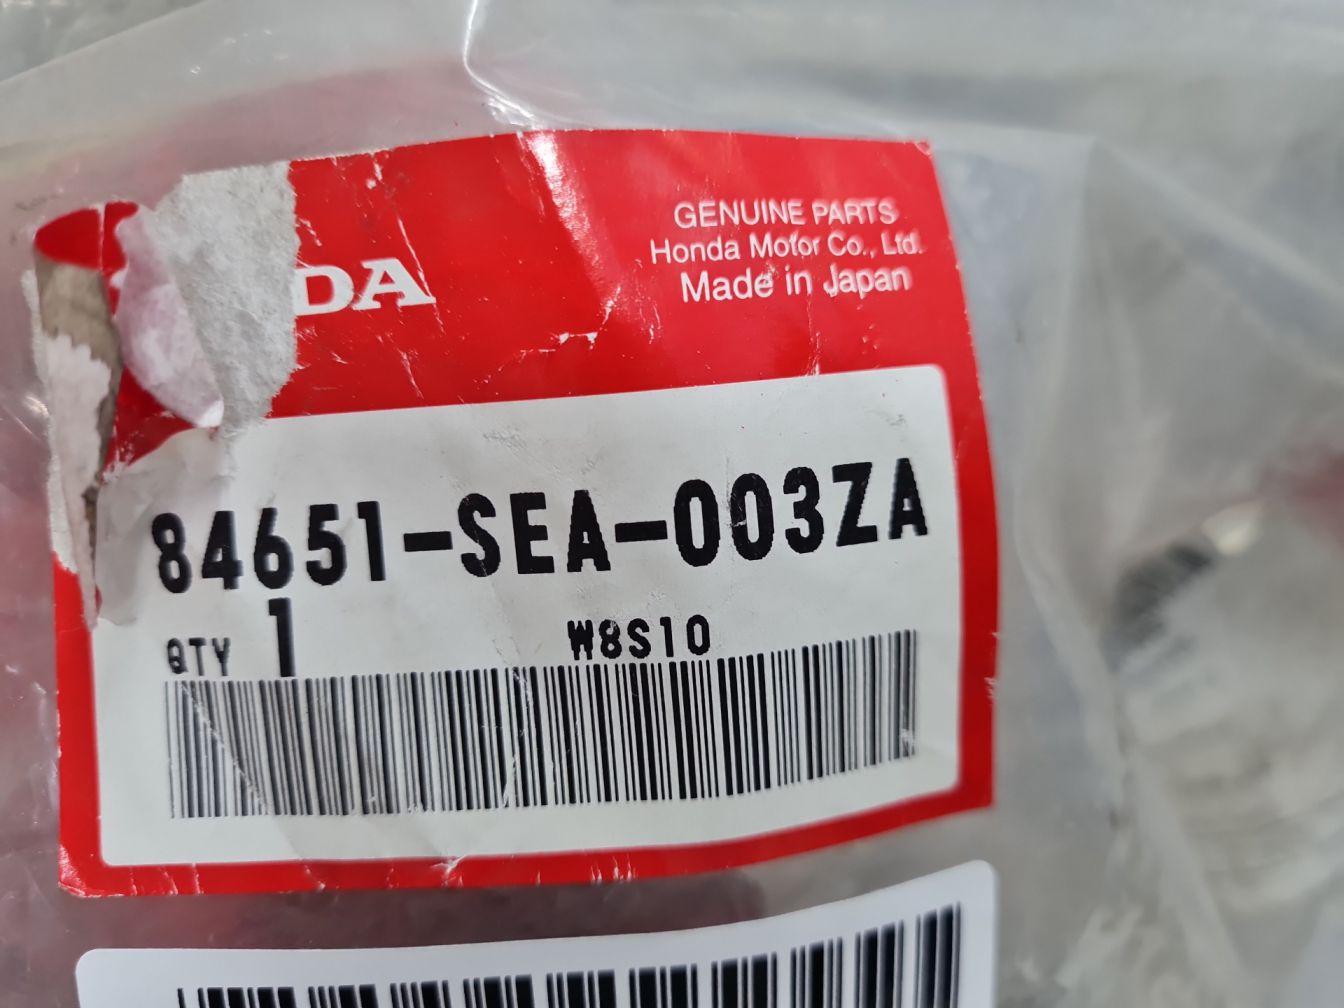 DA
GENUINE PARTS
Honda Motor Co., Ltd.
Made in Japan
84651-SEA-003ZA
QTY 1 W8S10